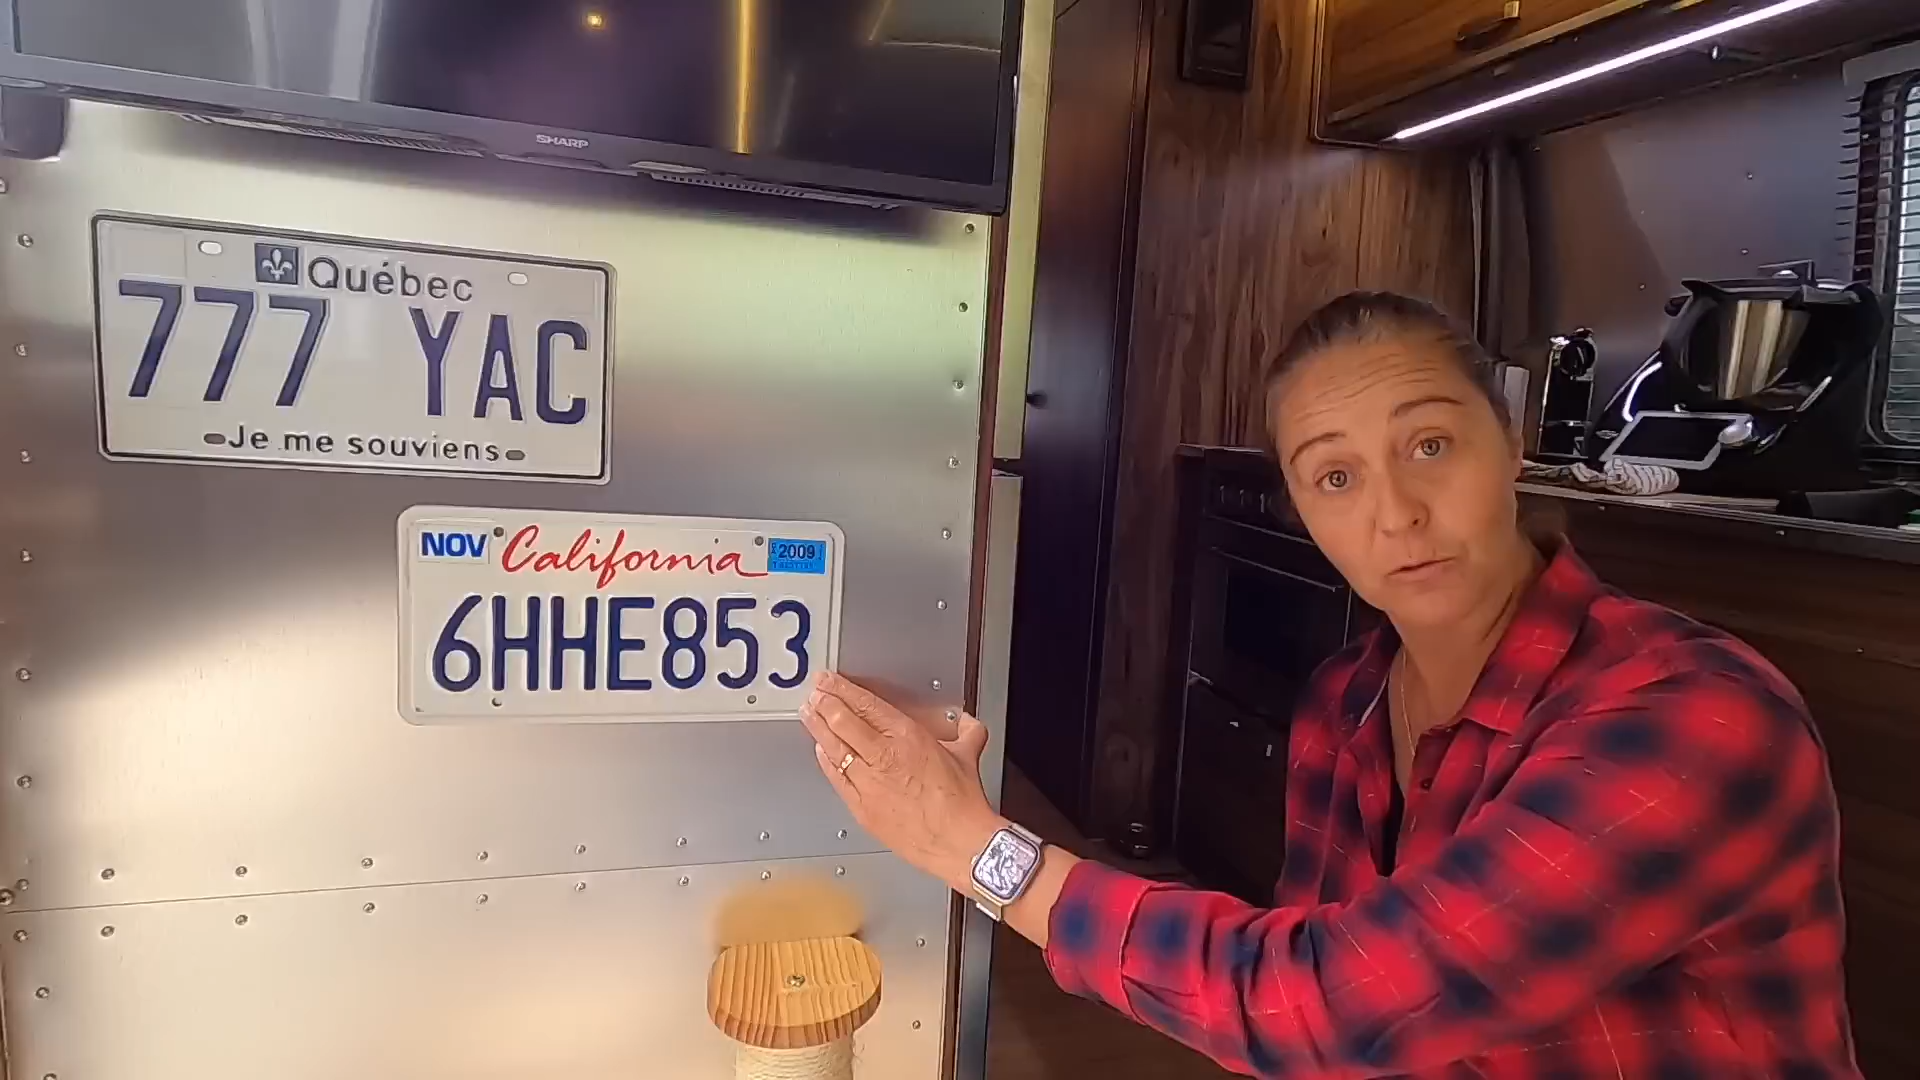 SHARP
Québec
777 YAC
Je me souviens
NOV California 2009
6HHE853